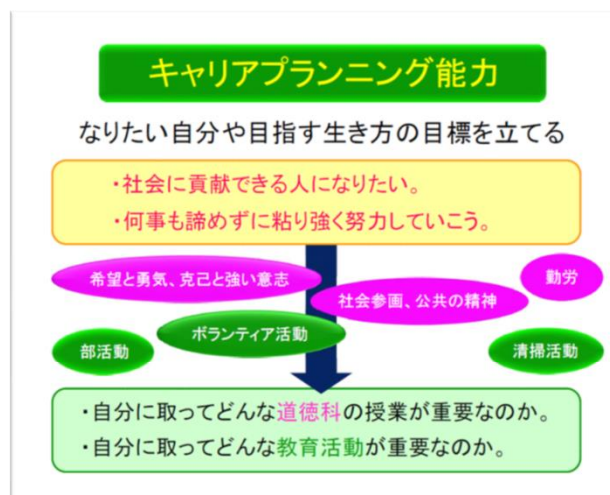 キャリアプランニング能力
なりたい自分や目指す生き方の目標を立てる
・社会に貢献できる人になりたい。
・何事も諦めずに粘り強く努力していこう。
希望と勇気、克己と強い意志
勤労
社会参画、公共の精神
ボランティア活動
部活動
清掃活動
・自分に取ってどんな道徳科の授業が重要なのか。
・自分に取ってどんな教育活動が重要なのか。